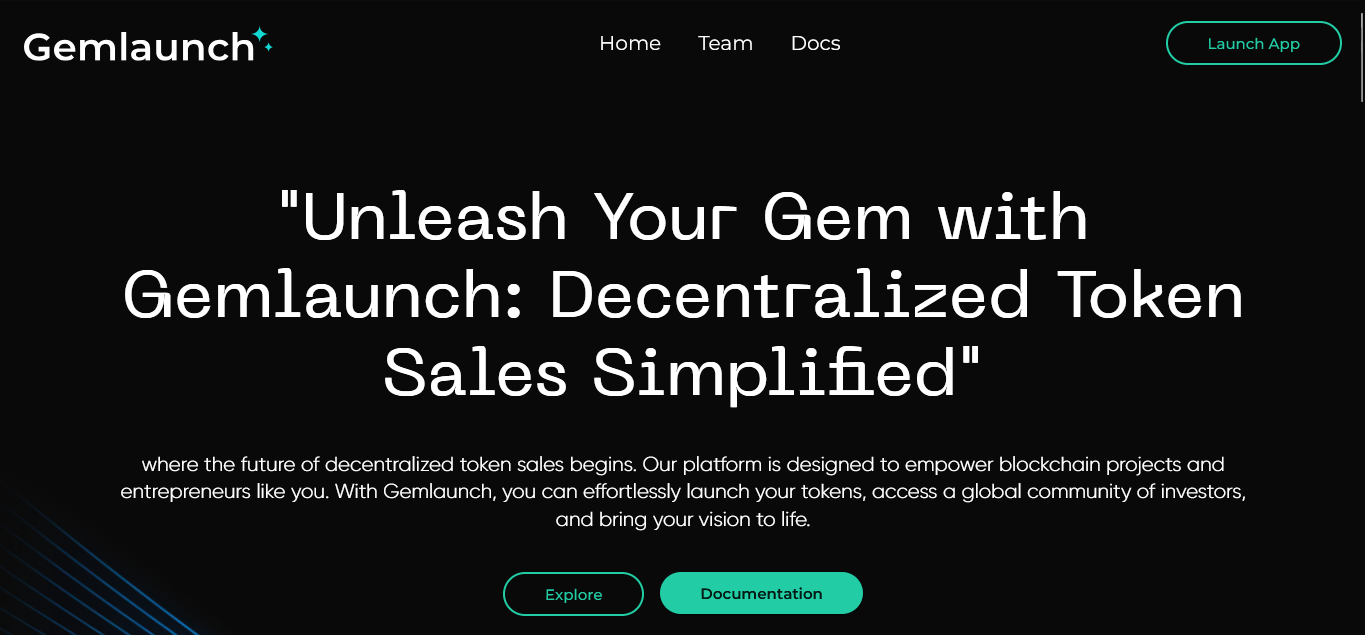 Gemlaunch
Home Team Docs
Launch App
"Unleash Your Gem with
Gemlaunch: Decentralized Token
Sales Simplified"
where the future of decentralized token sales begins. Our platform is designed to empower blockchain projects and
entrepreneurs like you. With Gemlaunch, you can effortlessly launch your tokens, access a global community of investors,
and bring your vision to life.
Explore
Documentation